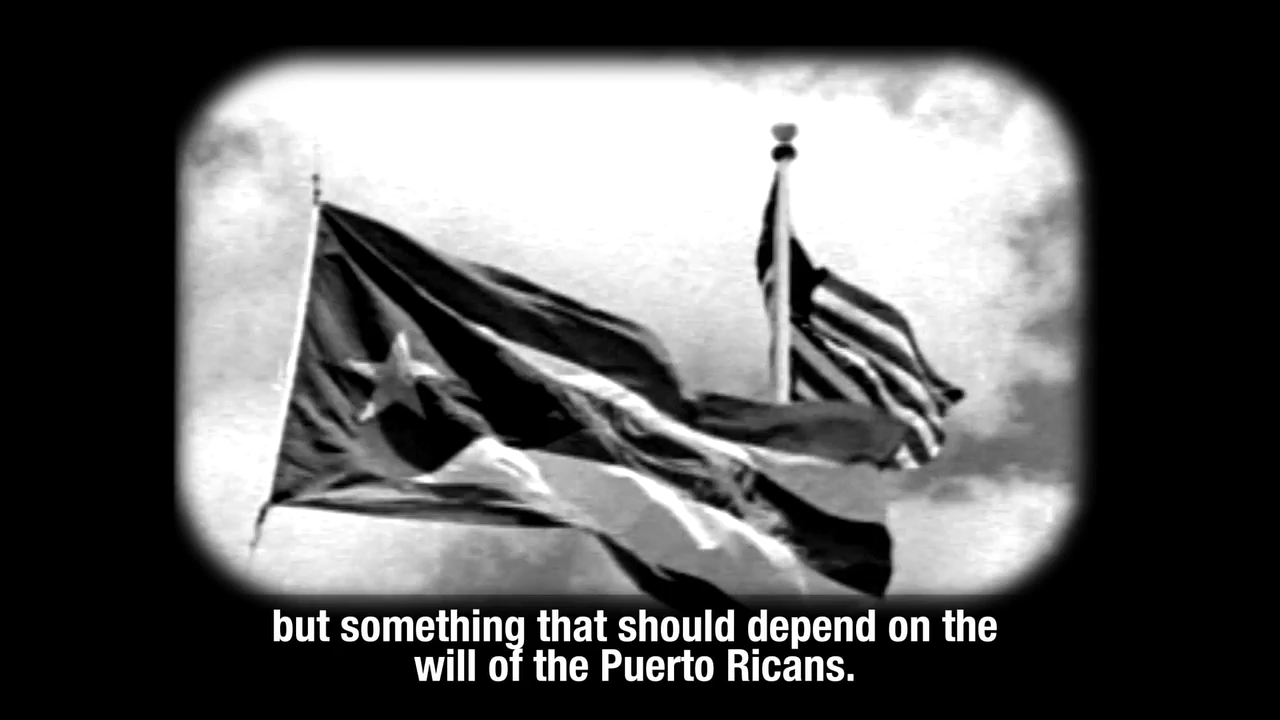 but something that should depend on the
will of the Puerto Ricans.